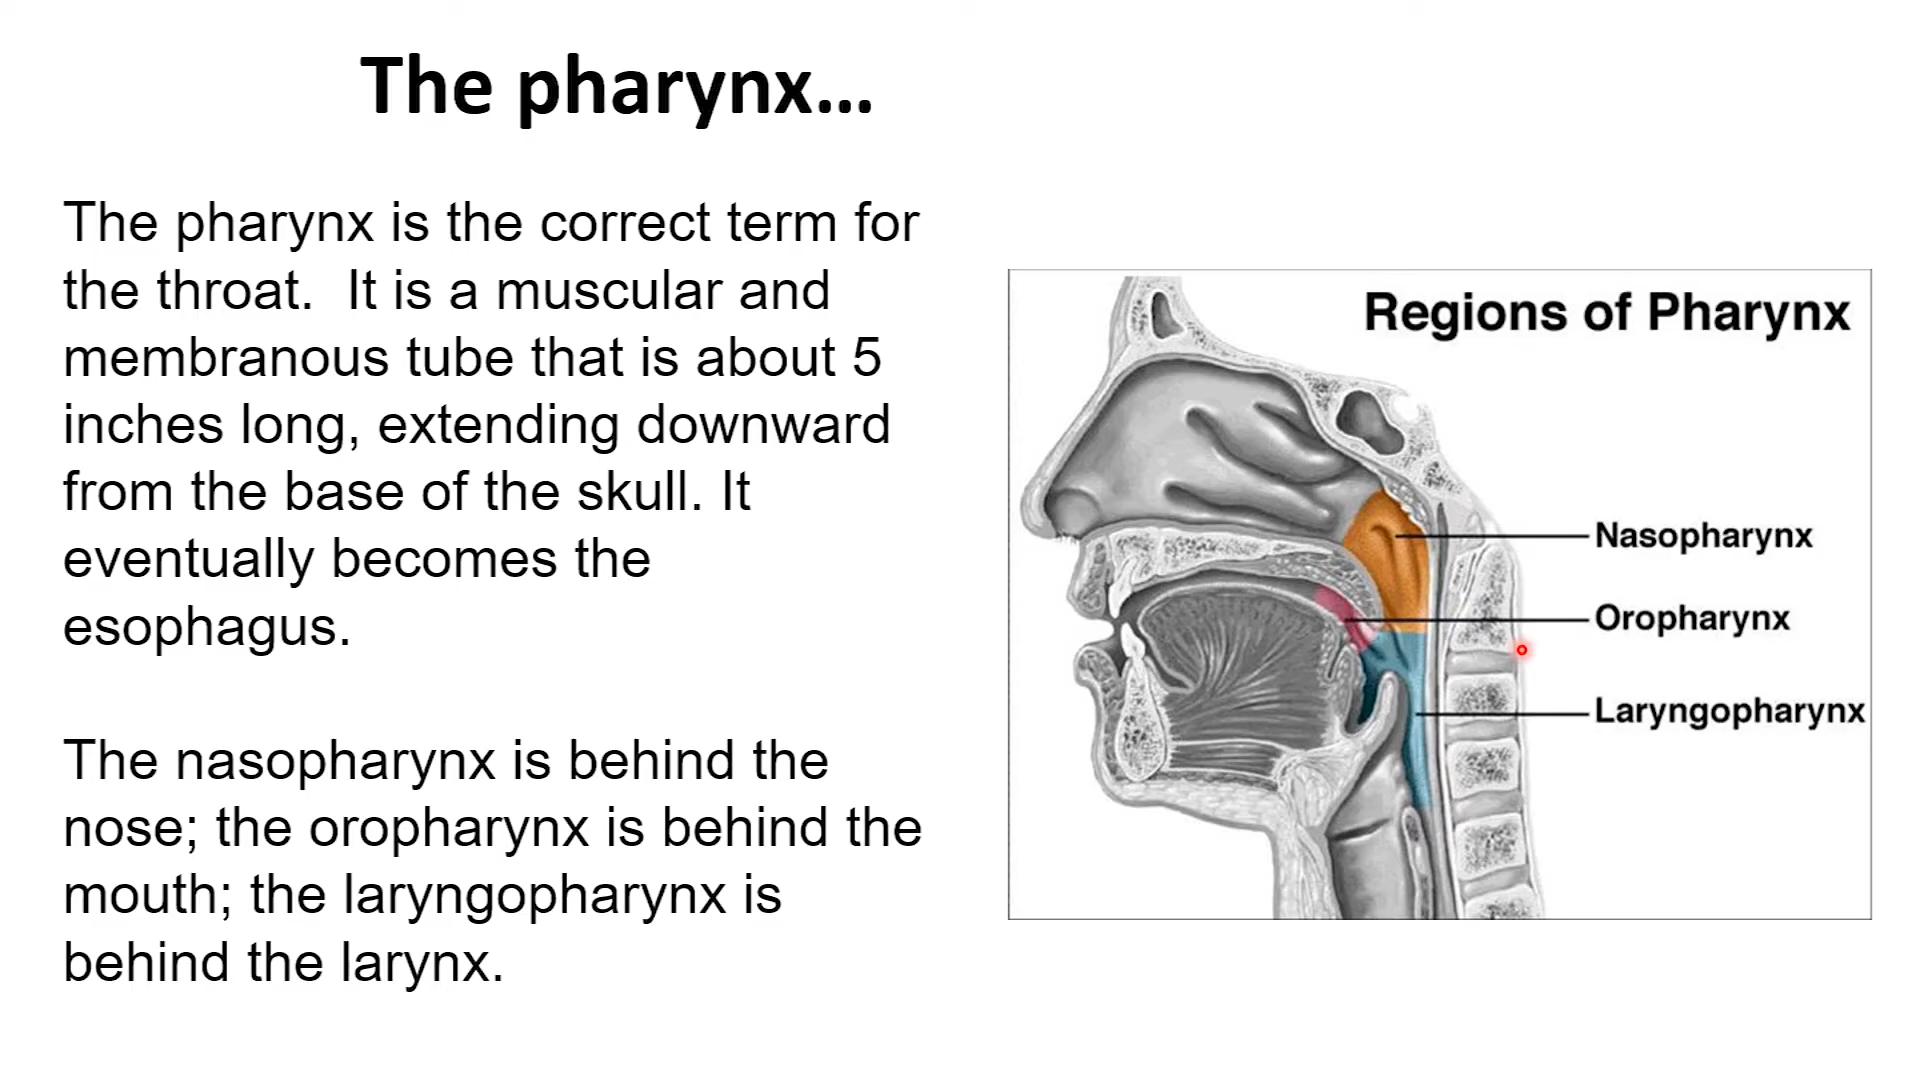 The pharynx...
The pharynx is the correct term for
the throat.  It is a muscular and
membranous tube that is about 5
inches long, extending downward
from the base of the skull. It
eventually becomes the
esophagus.
The nasopharynx is behind the
nose; the oropharynx is behind the
mouth; the laryngopharynx is
behind the larynx.
Regions of Pharynx
Nasopharynx
Oropharynx
Laryngopharynx